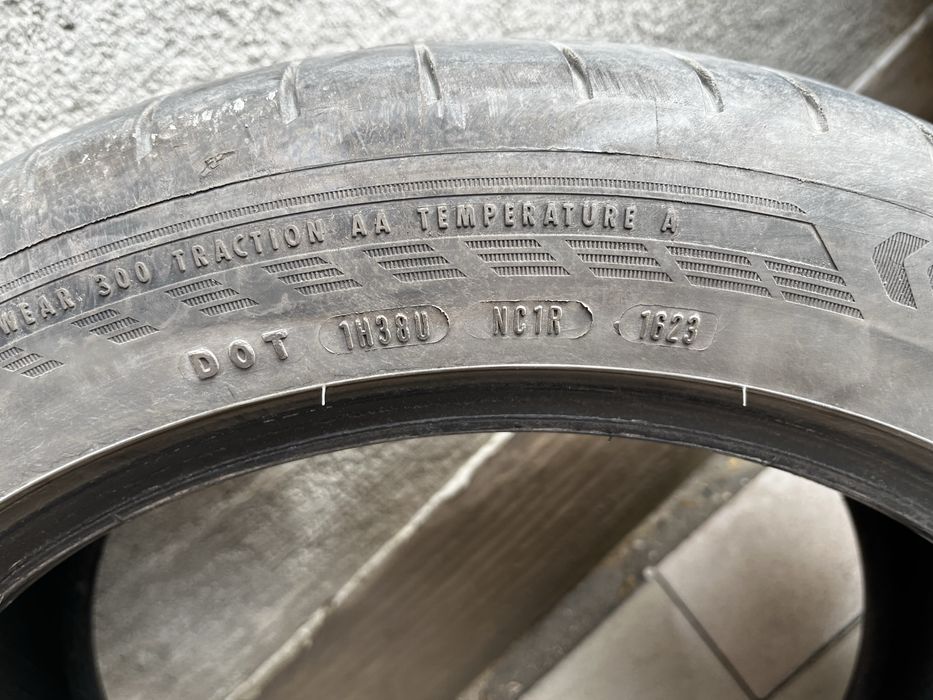 WEAR 300 TRACTION AA TEMPERATURE A
DOT 1H38U NC1R 1623